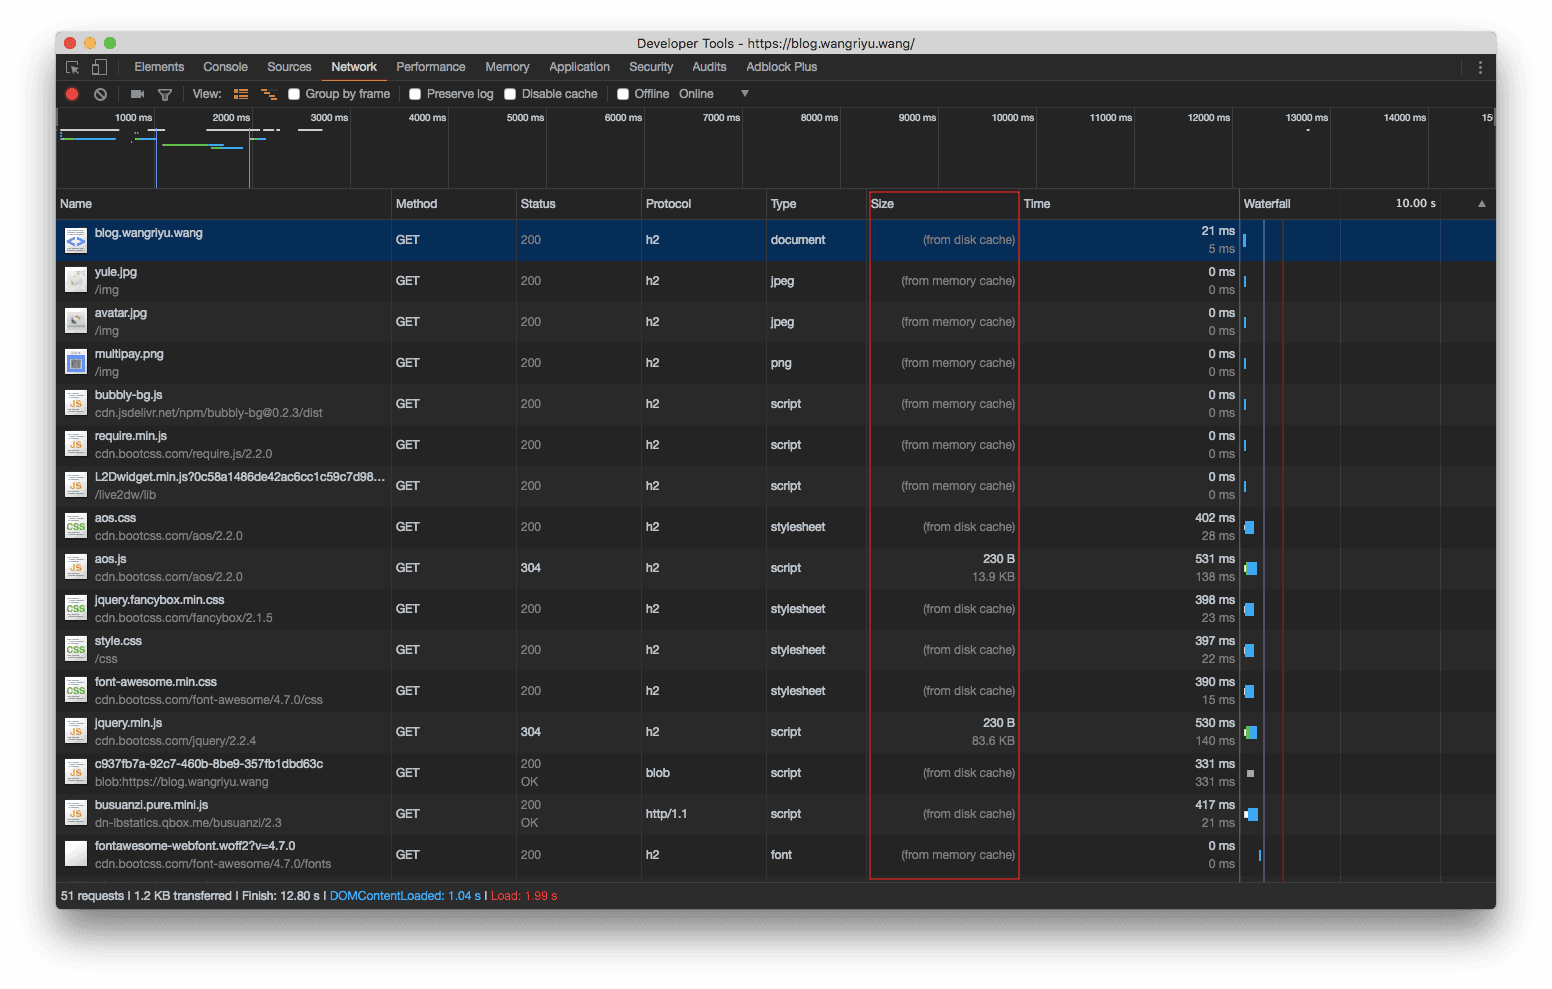 Developer Tools - https://blog.wangriyu.wang/
Elements Console Sources Network Performance Memory Application Security Audits Adblock Plus
View: Group by frame Preserve log Disable cache Offline Online
1000 ms 2000 ms 3000 ms 4000 ms 5000 ms 6000 ms 7000 ms 8000 ms 9000 ms 10000 ms 11000 ms 12000 ms 13000 ms 14000 ms 15
Name Method Status Protocol Type Size Time Waterfall 10.00 s
blog.wangriyu.wang GET 200 h2 document (from disk cache) 21 ms
5 ms
yule.jpg GET 200 h2 jpeg (from memory cache) 0 ms
/img 0 ms
avatar.jpg GET 200 h2 jpeg (from memory cache) 0 ms
/img 0 ms
multipay.png GET 200 h2 png (from memory cache) 0 ms
/img 0 ms
bubbly-bg.js GET 200 h2 script (from memory cache) 0 ms
cdn.jsdelivr.net/npm/bubbly-bg@0.2.3/dist 0 ms
require.min.js GET 200 h2 script (from memory cache) 0 ms
cdn.bootcss.com/require.js/2.2.0 0 ms
L2Dwidget.min.js?0c58a1486de42ac6cc1c59c7d98... GET 200 h2 script (from memory cache) 0 ms
/live2dw/lib 0 ms
aos.css GET 200 h2 stylesheet (from disk cache) 402 ms
cdn.bootcss.com/aos/2.2.0 28 ms
aos.js GET 304 h2 script 230 B 531 ms
cdn.bootcss.com/aos/2.2.0 13.9 KB 138 ms
jquery.fancybox.min.css GET 200 h2 stylesheet (from disk cache) 398 ms
cdn.bootcss.com/fancybox/2.1.5 23 ms
style.css GET 200 h2 stylesheet (from disk cache) 397 ms
/css 22 ms
font-awesome.min.css GET 200 h2 stylesheet (from disk cache) 390 ms
cdn.bootcss.com/font-awesome/4.7.0/css 15 ms
jquery.min.js GET 304 h2 script 230 B 530 ms
cdn.bootcss.com/jquery/2.2.4 83.6 KB 140 ms
c937fb7a-92c7-460b-8be9-357fb1dbd63c GET 200 blob script (from disk cache) 331 ms
blob:https://blog.wangriyu.wang OK 331 ms
busuanzi.pure.mini.js GET 200 http/1.1 script (from disk cache) 417 ms
dn-lbstatics.qbox.me/busuanzi/2.3 OK 21 ms
fontawesome-webfont.woff2?v=4.7.0 GET 200 h2 font (from memory cache) 0 ms
cdn.bootcss.com/font-awesome/4.7.0/fonts 0 ms
51 requests | 1.2 KB transferred | Finish: 12.80 s | DOMContentLoaded: 1.04 s | Load: 1.99 s